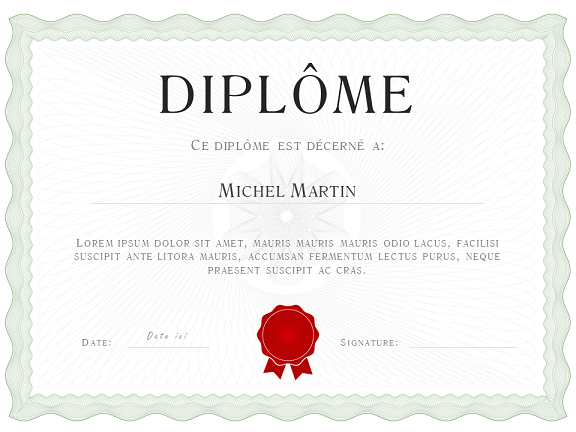 DIPLÔME
Ce diplôme est décerné a:
Michel Martin
Lorem ipsum dolor sit amet, mauris mauris mauris odio lacus, facilisi
suscipit ante litora mauris, accumsan fermentum lectus purus, neque
praesent suscipit ac cras.
Date: Date ici Signature: